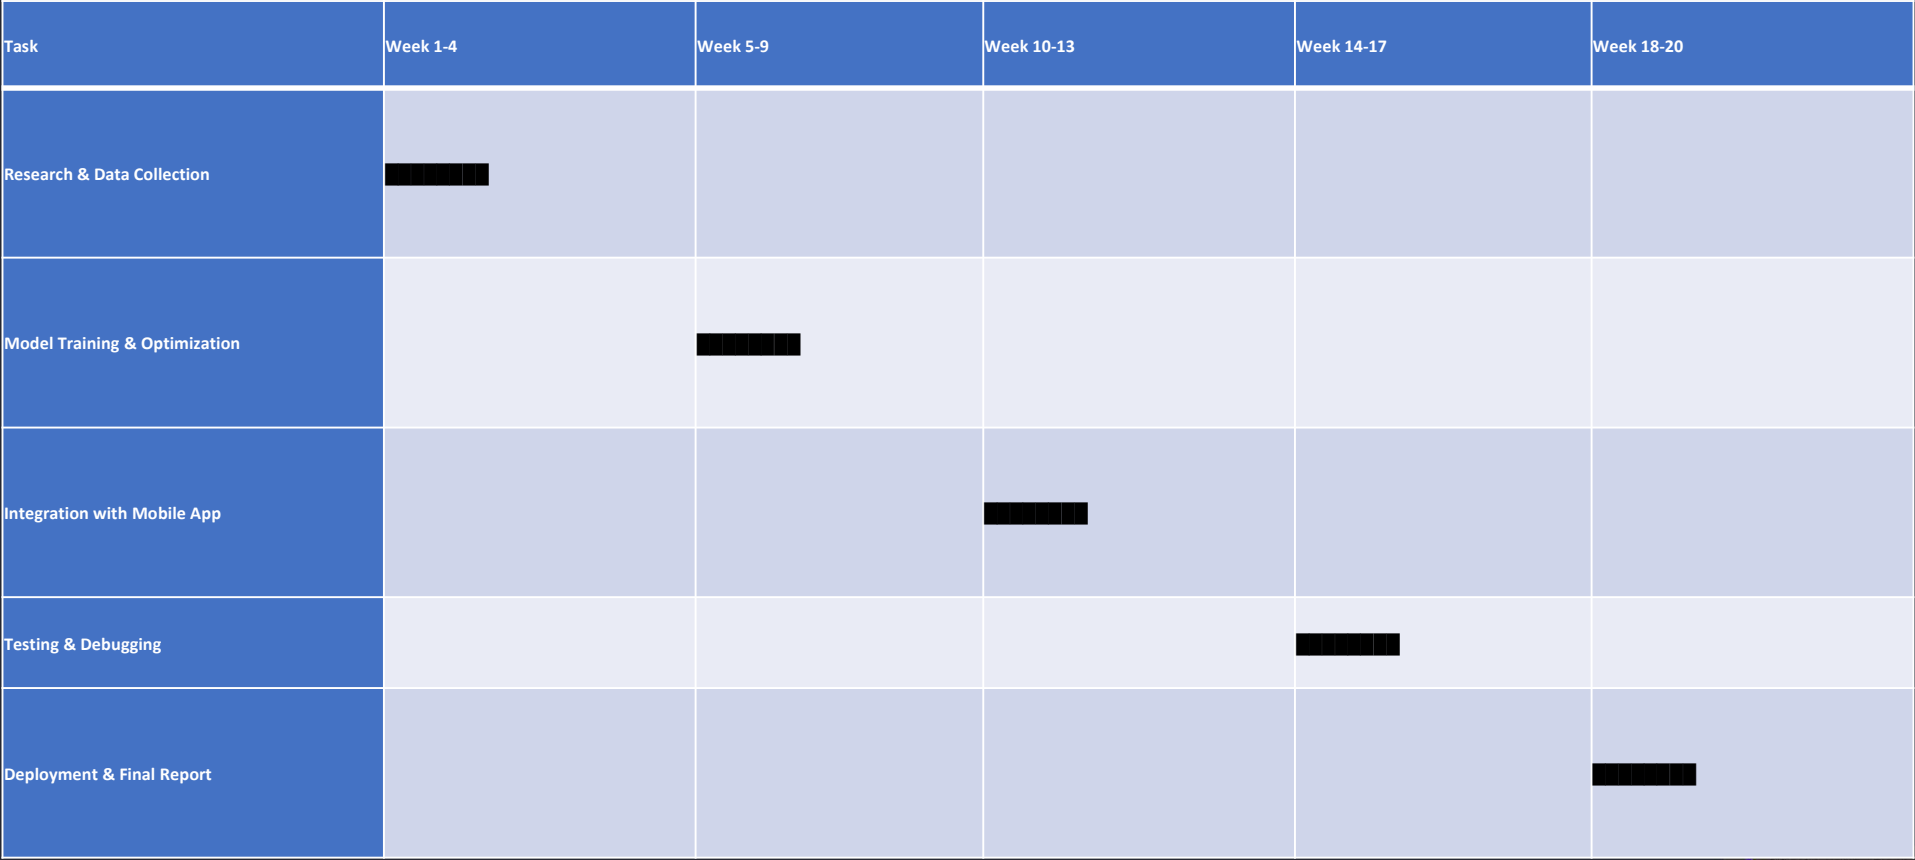 Task Week 1-4 Week 5-9 Week 10-13 Week 14-17 Week 18-20
Research & Data Collection ████████
Model Training & Optimization ████████
Integration with Mobile App ████████
Testing & Debugging ████████
Deployment & Final Report ████████